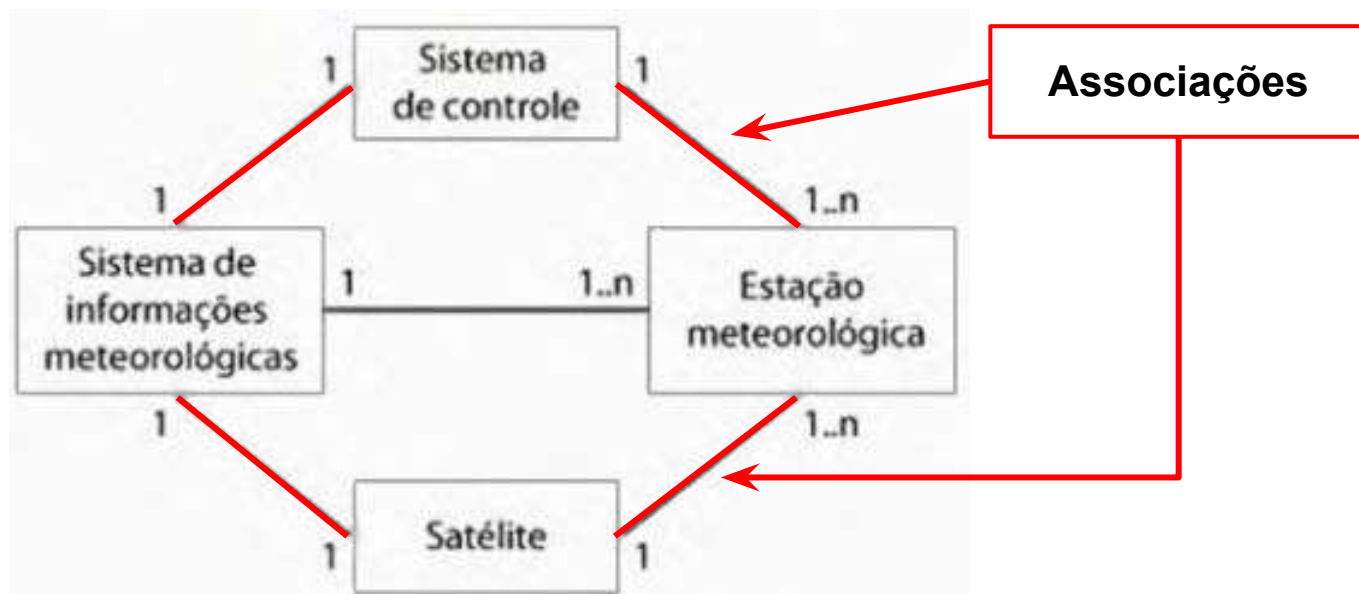 Sistema
de controle
1
1
Associações
1
1..n
Sistema de
informações
meteorológicas
1
1..n
Estação
meteorológica
1
1..n
Satélite
1
1